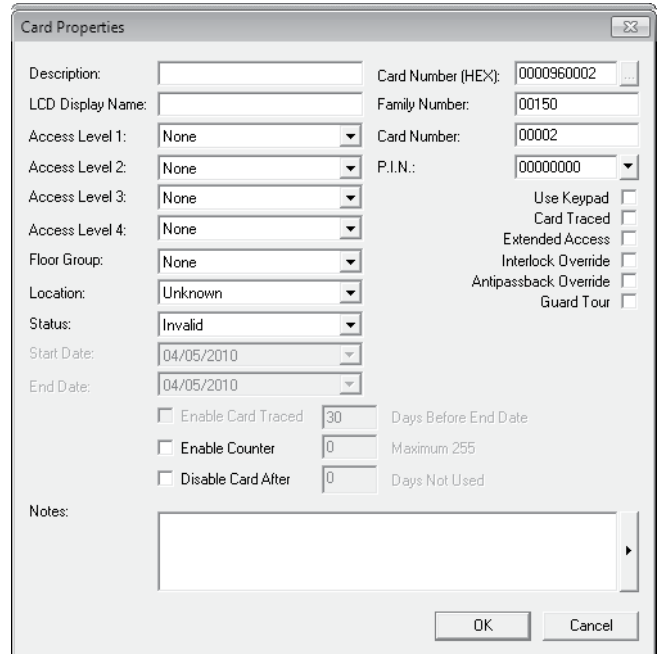 Card Properties
Description:
Card Number (HEX): 0000960002 ...
LCD Display Name:
Family Number: 00150
Access Level 1: None
Card Number: 00002
Access Level 2: None
P.I.N.: 00000000
Access Level 3: None
Use Keypad
Card Traced
Access Level 4: None
Extended Access
Floor Group: None
Interlock Override
Antipassback Override
Location: Unknown
Guard Tour
Status: Invalid
Start Date: 04/05/2010
End Date: 04/05/2010
Enable Card Traced 30 Days Before End Date
Enable Counter 0 Maximum 255
Disable Card After 0 Days Not Used
Notes:
OK Cancel